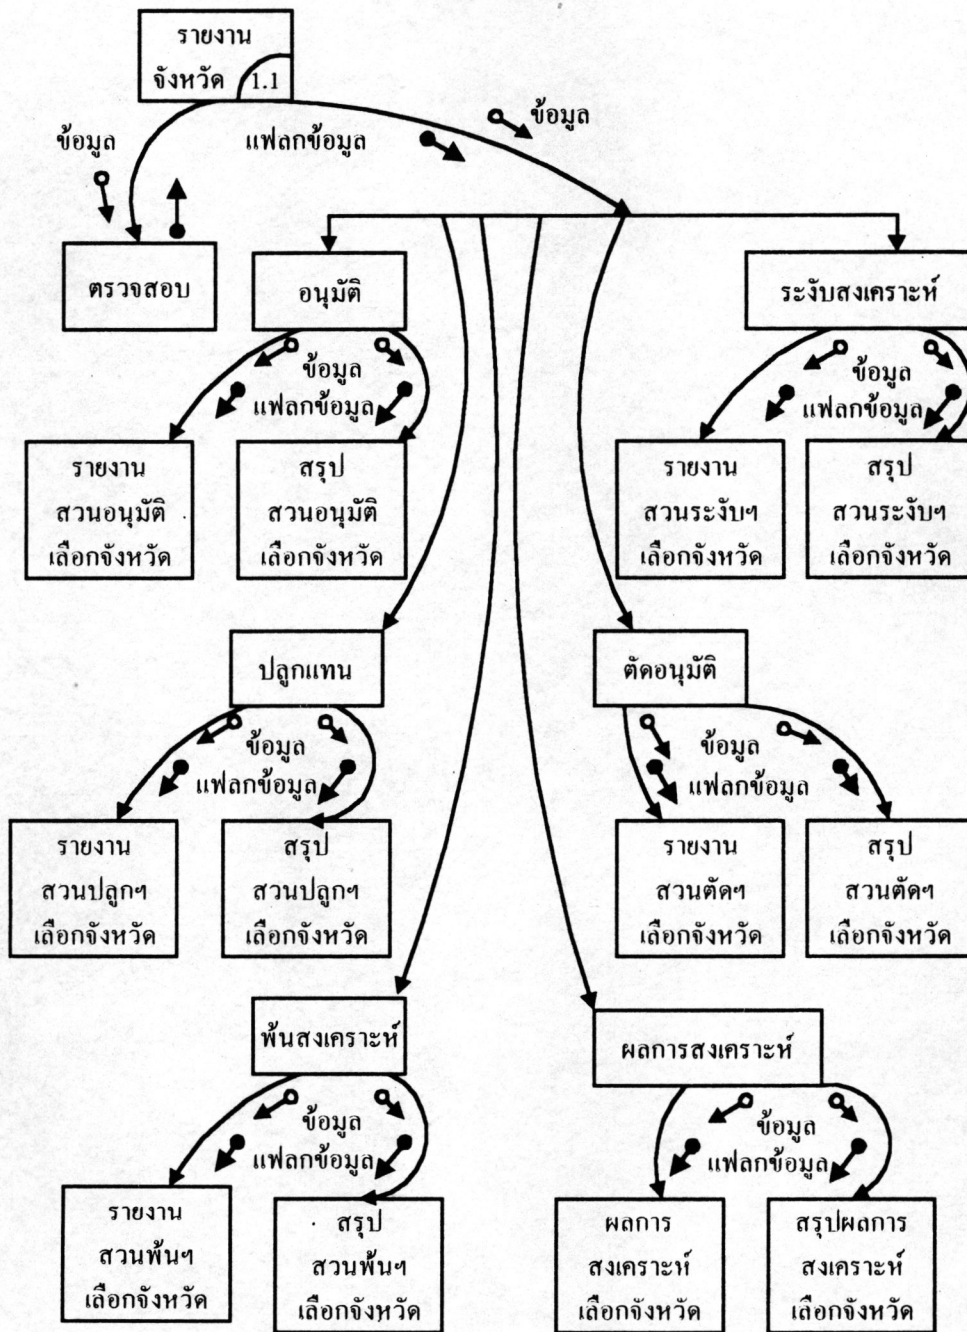 รายงาน
จังหวัด 1.1
ข้อมูล
แฟลกข้อมูล
ข้อมูล
ตรวจสอบ
อนุมัติ
ระงับสงเคราะห์
ข้อมูล
แฟลกข้อมูล
ข้อมูล
แฟลกข้อมูล
รายงาน
สวนอนุมัติ
เลือกจังหวัด
สรุป
สวนอนุมัติ
เลือกจังหวัด
รายงาน
สวนระงับฯ
เลือกจังหวัด
สรุป
สวนระงับฯ
เลือกจังหวัด
ปลูกแทน
ตัดอนุมัติ
ข้อมูล
แฟลกข้อมูล
ข้อมูล
แฟลกข้อมูล
รายงาน
สวนปลูกฯ
เลือกจังหวัด
สรุป
สวนปลูกฯ
เลือกจังหวัด
รายงาน
สวนตัดฯ
เลือกจังหวัด
สรุป
สวนตัดฯ
เลือกจังหวัด
พ้นสงเคราะห์
ผลการสงเคราะห์
ข้อมูล
แฟลกข้อมูล
ข้อมูล
แฟลกข้อมูล
รายงาน
สวนพ้นฯ
เลือกจังหวัด
สรุป
สวนพ้นฯ
เลือกจังหวัด
ผลการ
สงเคราะห์
เลือกจังหวัด
สรุปผลการ
สงเคราะห์
เลือกจังหวัด